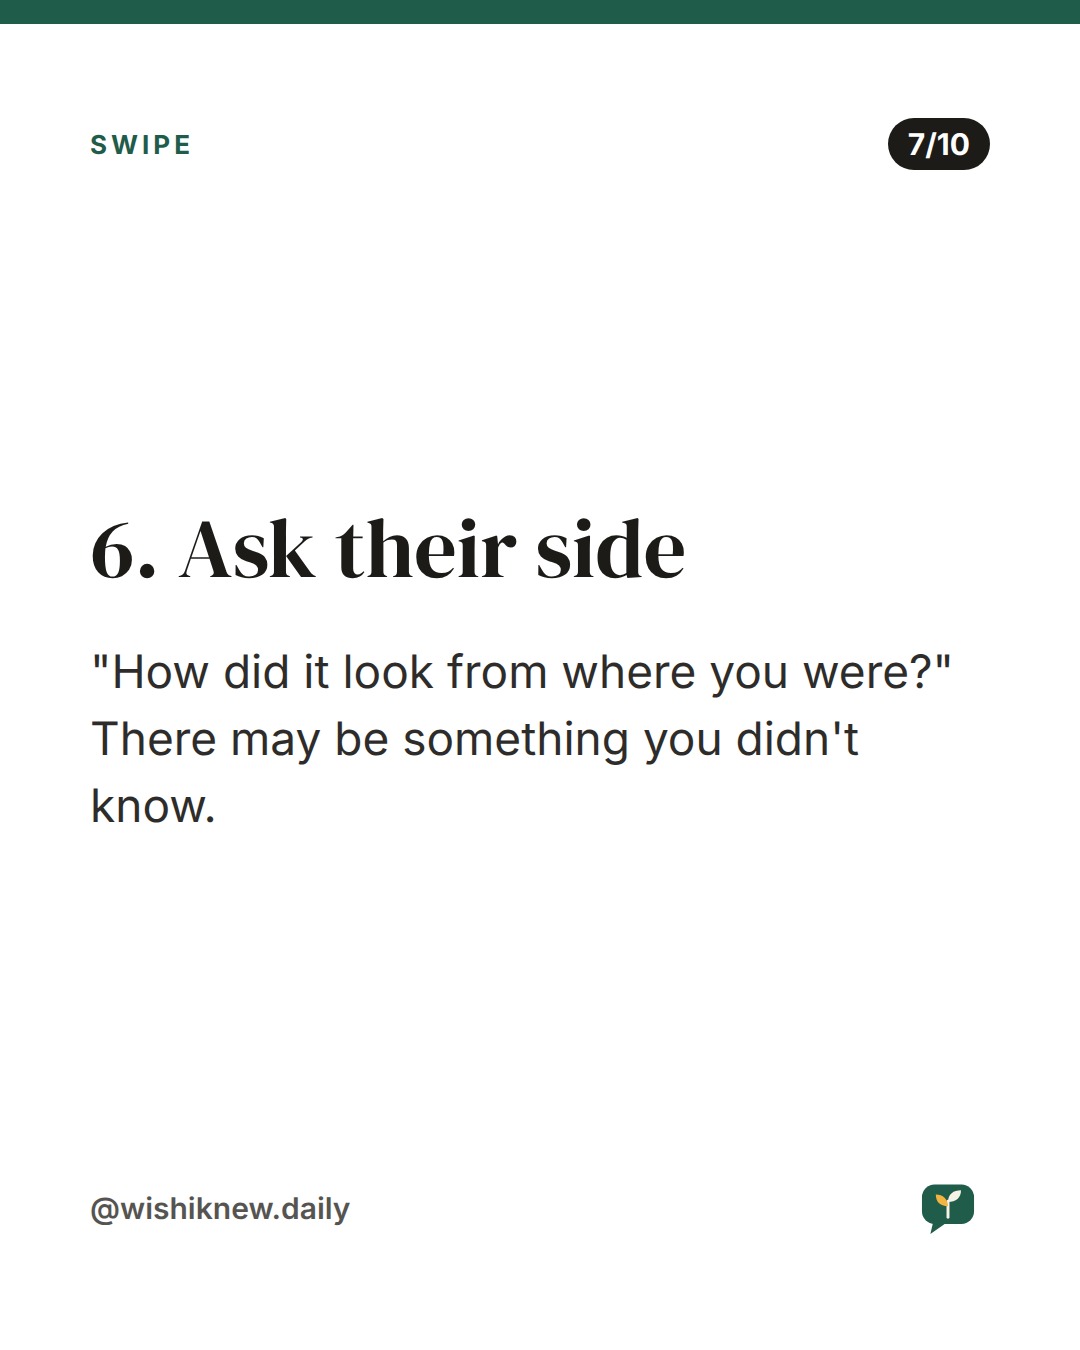 SWIPE
7/10
6. Ask their side
"How did it look from where you were?"
There may be something you didn't
know.
@wishiknew.daily